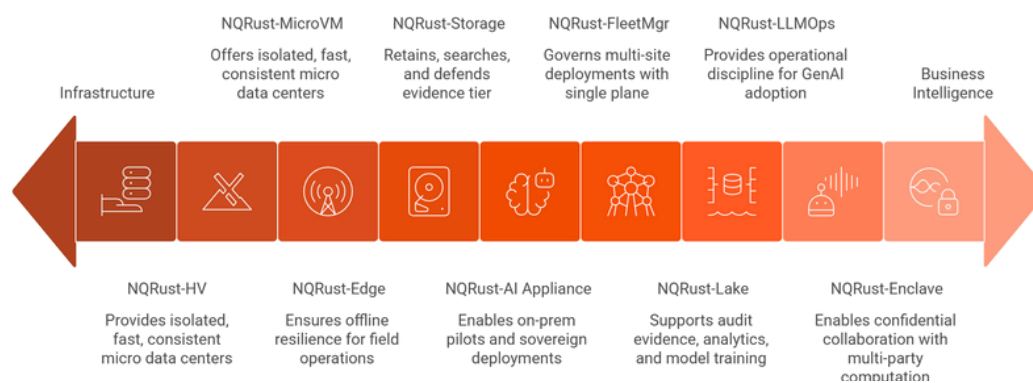 NQRust-MicroVM
Offers isolated, fast,
consistent micro
data centers
NQRust-Storage
Retains, searches,
and defends
evidence tier
NQRust-FleetMgr
Governs multi-site
deployments with
single plane
NQRust-LLMOps
Provides operational
discipline for GenAI
adoption
Infrastructure
Business
Intelligence
NQRust-HV
Provides isolated,
fast, consistent
micro data centers
NQRust-Edge
Ensures offline
resilience for field
operations
NQRust-AI Appliance
Enables on-prem
pilots and sovereign
deployments
NQRust-Lake
Supports audit
evidence, analytics,
and model training
NQRust-Enclave
Enables confidential
collaboration with
multi-party
computation